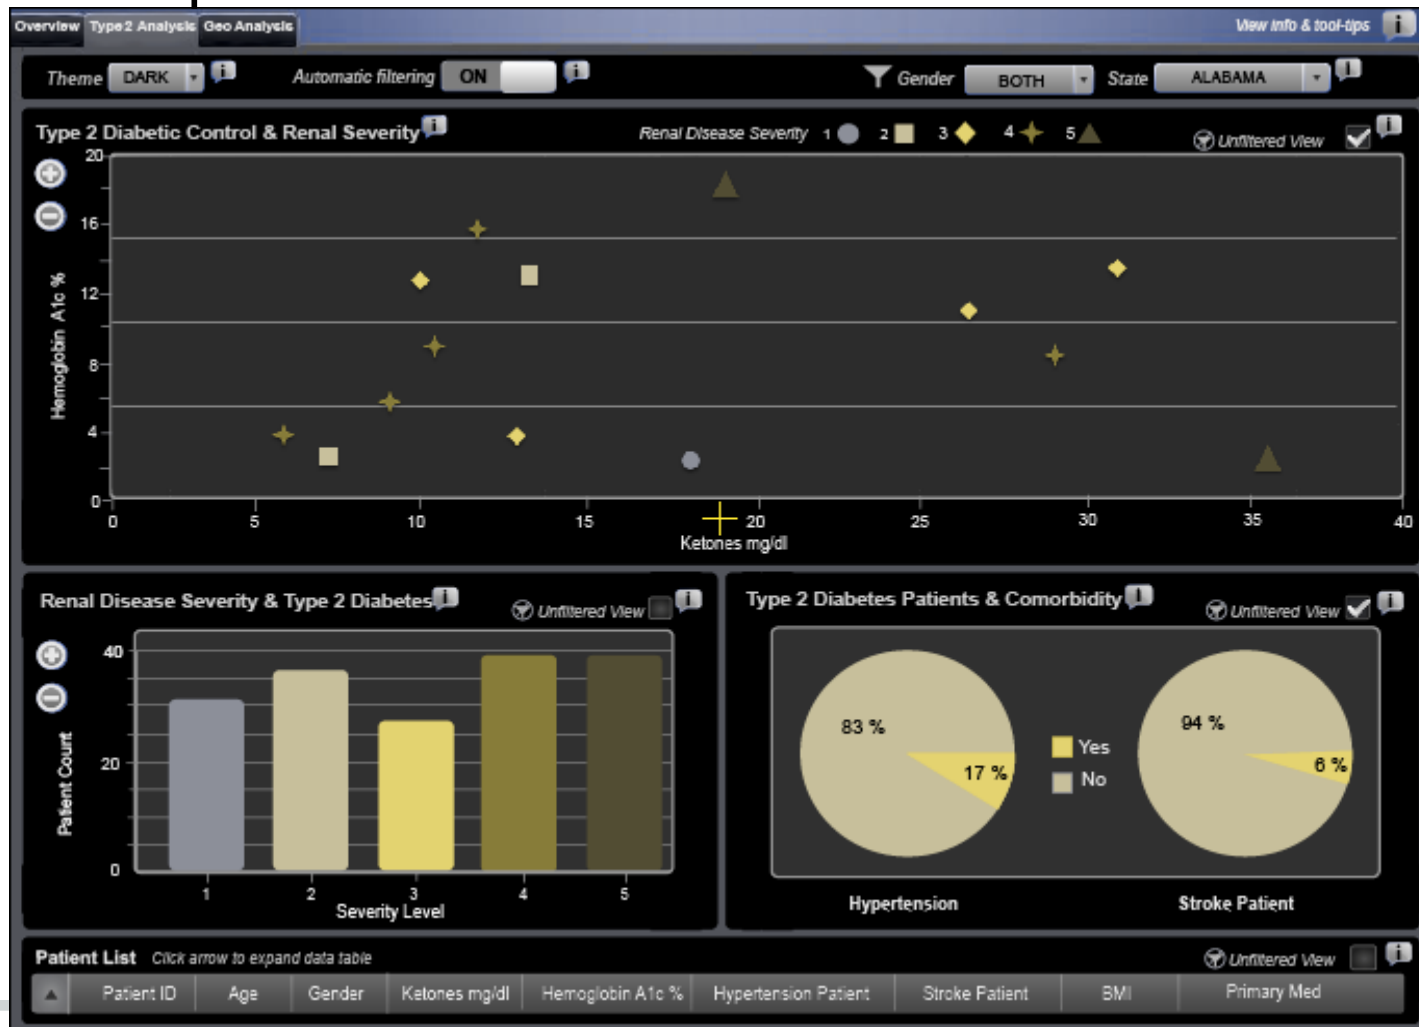 Overview Type 2 Analysis Geo Analysis View info & tool-tips i
Theme DARK i Automatic filtering ON i Gender BOTH State ALABAMA i
Type 2 Diabetic Control & Renal Severity i Renal Disease Severity 1 2 3 4 5 Unfiltered View i
20
16
12
8
4
0
Hemoglobin A1c %
0 5 10 15 20 25 30 35 40
Ketones mg/dl
Renal Disease Severity & Type 2 Diabetes i Unfiltered View i
40
20
0
Patient Count
1 2 3 4 5
Severity Level
Type 2 Diabetes Patients & Comorbidity i Unfiltered View i
83 %
17 %
Yes
No
94 %
6 %
Hypertension Stroke Patient
Patient List Click arrow to expand data table Unfiltered View i
Patient ID Age Gender Ketones mg/dl Hemoglobin A1c % Hypertension Patient Stroke Patient BMI Primary Med